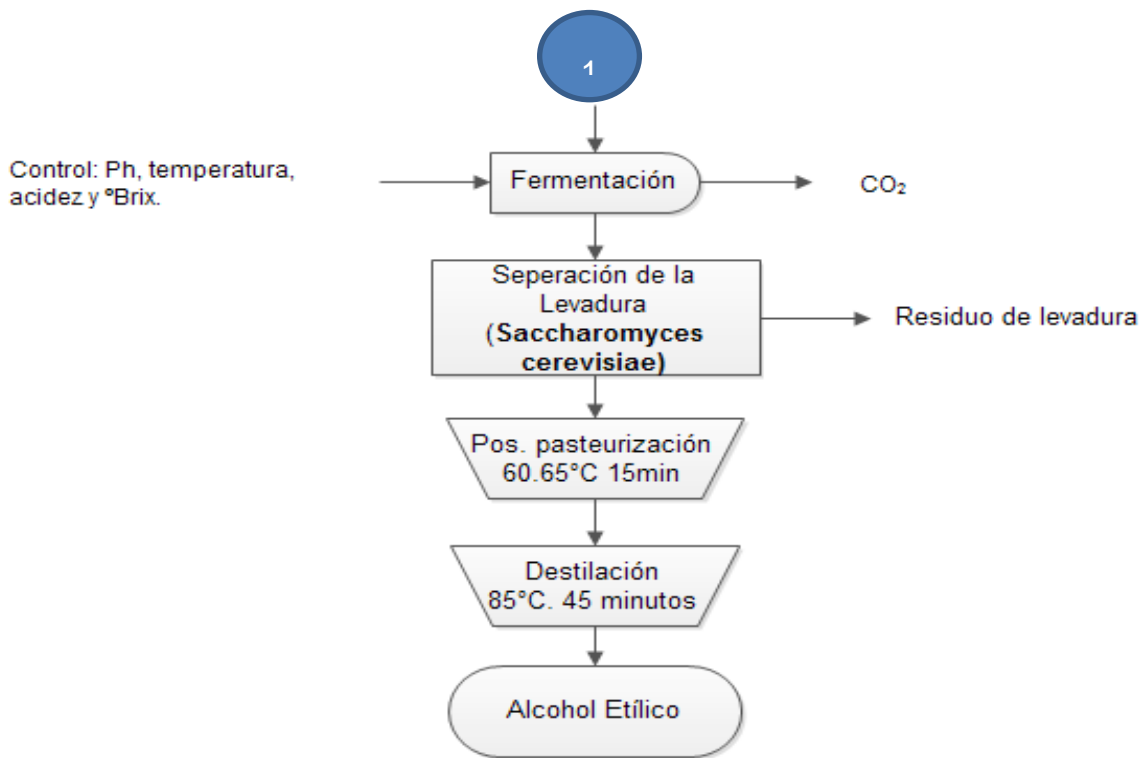 1
Control: Ph, temperatura,
acidez y ºBrix.
Fermentación
CO₂
Seperación de la
Levadura
(Saccharomyces
cerevisiae)
Residuo de levadura
Pos. pasteurización
60.65°C 15min
Destilación
85°C. 45 minutos
Alcohol Etílico